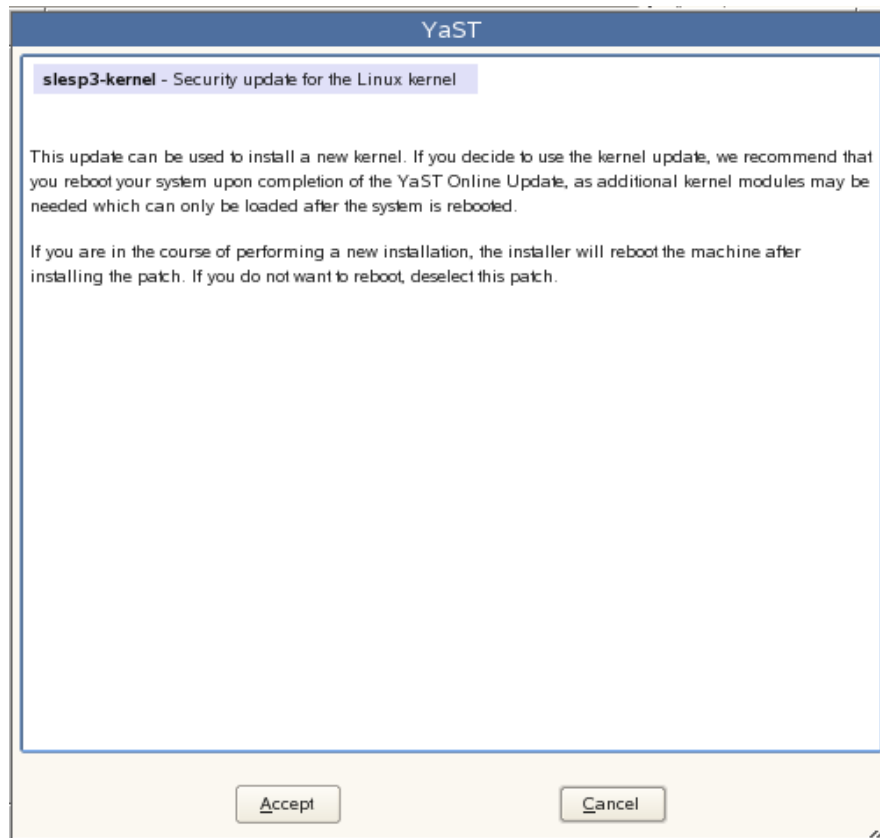 YaST
slesp3-kernel - Security update for the Linux kernel
This update can be used to install a new kernel. If you decide to use the kernel update, we recommend that
you reboot your system upon completion of the YaST Online Update, as additional kernel modules may be
needed which can only be loaded after the system is rebooted.
If you are in the course of performing a new installation, the installer will reboot the machine after
installing the patch. If you do not want to reboot, deselect this patch.
Accept
Cancel